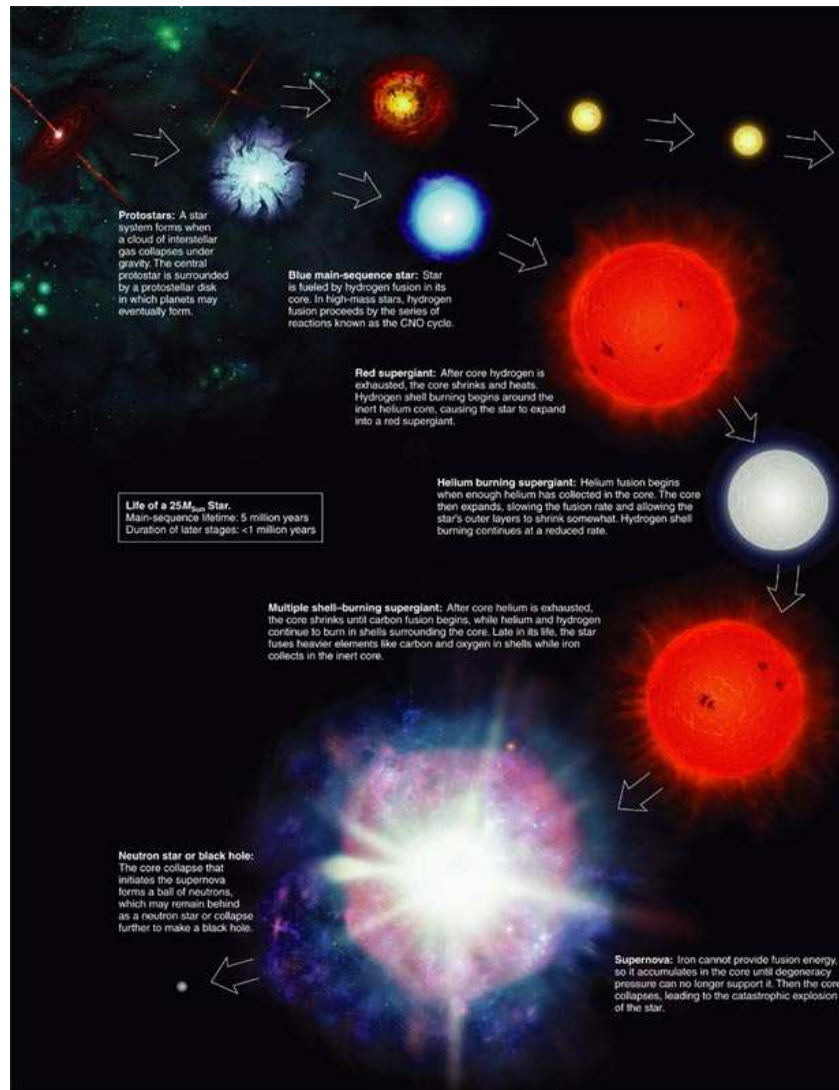 Protostars: A star
system forms when
a cloud of interstellar
gas collapses under
gravity. The central
protostar is surrounded
by a protostellar disk
in which planets may
eventually form.
Blue main-sequence star: Star
is fueled by hydrogen fusion in its
core. In high-mass stars, hydrogen
fusion proceeds by the series of
reactions known as the CNO cycle.
Red supergiant: After core hydrogen is
exhausted, the core shrinks and heats.
Hydrogen shell burning begins around the
inert helium core, causing the star to expand
into a red supergiant.
Helium burning supergiant: Helium fusion begins
when enough helium has collected in the core. The core
then expands, slowing the fusion rate and allowing the
star's outer layers to shrink somewhat. Hydrogen shell
burning continues at a reduced rate.
Life of a 25MSun Star.
Main-sequence lifetime: 5 million years
Duration of later stages: <1 million years
Multiple shell–burning supergiant: After core helium is exhausted,
the core shrinks until carbon fusion begins, while helium and hydrogen
continue to burn in shells surrounding the core. Late in its life, the star
fuses heavier elements like carbon and oxygen in shells while iron
collects in the inert core.
Neutron star or black hole:
The core collapse that
initiates the supernova
forms a ball of neutrons,
which may remain behind
as a neutron star or collapse
further to make a black hole.
Supernova: Iron cannot provide fusion energy,
so it accumulates in the core until degeneracy
pressure can no longer support it. Then the core
collapses, leading to the catastrophic explosion
of the star.